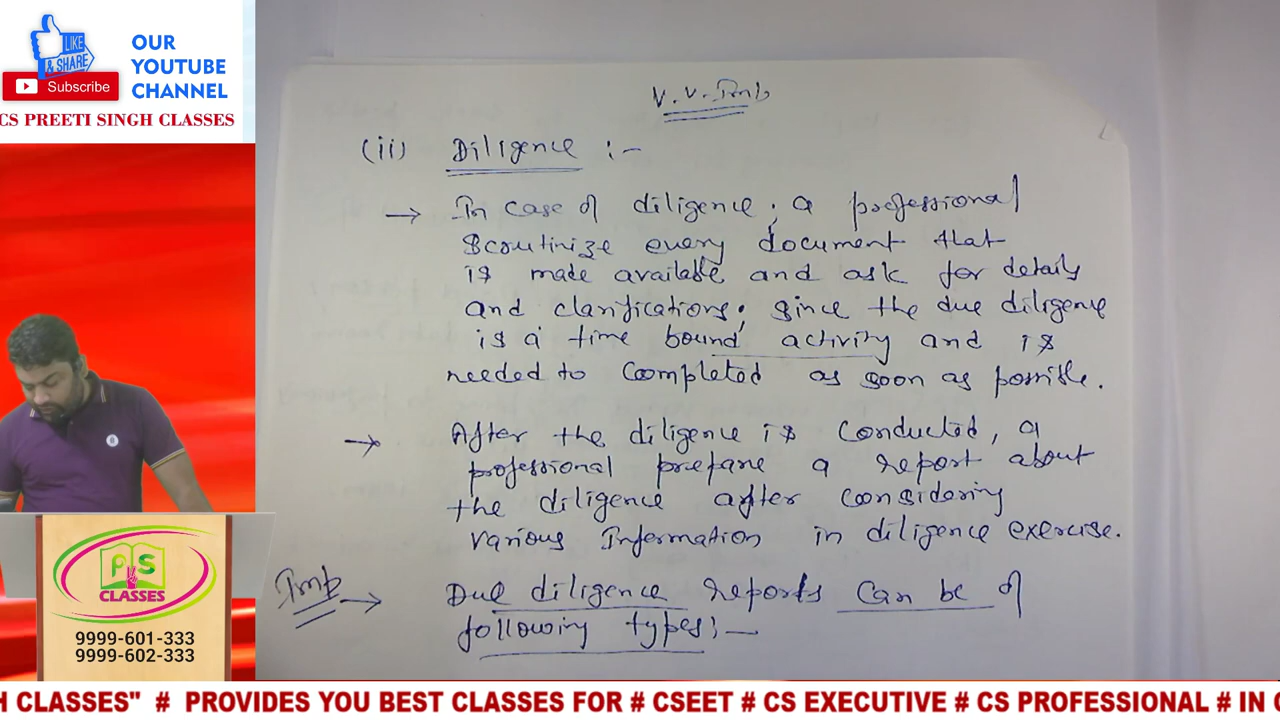 LIKE
& SHARE
Subscribe
OUR
YOUTUBE
CHANNEL
CS PREETI SINGH CLASSES
V. V. Imp
(ii) Diligence :-
→ In case of diligence, a professional
scrutinize every document that
is made available and ask for details
and clarifications, since the due diligence
is a time bound activity and is
needed to completed as soon as possible.
→ After the diligence is conducted, a
professional prepare a report about
the diligence after considering
various Information in diligence exercise.
Imp → Due diligence reports can be of
following types:-
PS
CLASSES
9999-601-333
9999-602-333
H CLASSES" # PROVIDES YOU BEST CLASSES FOR # CSEET # CS EXECUTIVE # CS PROFESSIONAL # IN